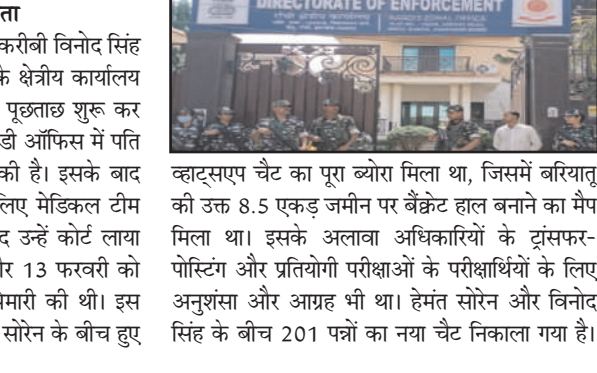 ता
करीबी विनोद सिंह
के क्षेत्रीय कार्यालय
पूछताछ शुरू कर
डी ऑफिस में पति
की है। इसके बाद
लिए मेडिकल टीम
द उन्हें कोर्ट लाया
र 13 फरवरी को
मारी की थी। इस
सोरेन के बीच हुए
DIRECTORATE OF ENFORCEMENT
व्हाट्सएप चैट का पूरा ब्योरा मिला था, जिसमें बरियातू
की उक्त 8.5 एकड़ जमीन पर बैंक्रेट हाल बनाने का मैप
मिला था। इसके अलावा अधिकारियों के ट्रांसफर-
पोस्टिंग और प्रतियोगी परीक्षाओं के परीक्षार्थियों के लिए
अनुशंसा और आग्रह भी था। हेमंत सोरेन और विनोद
सिंह के बीच 201 पन्नों का नया चैट निकाला गया है।